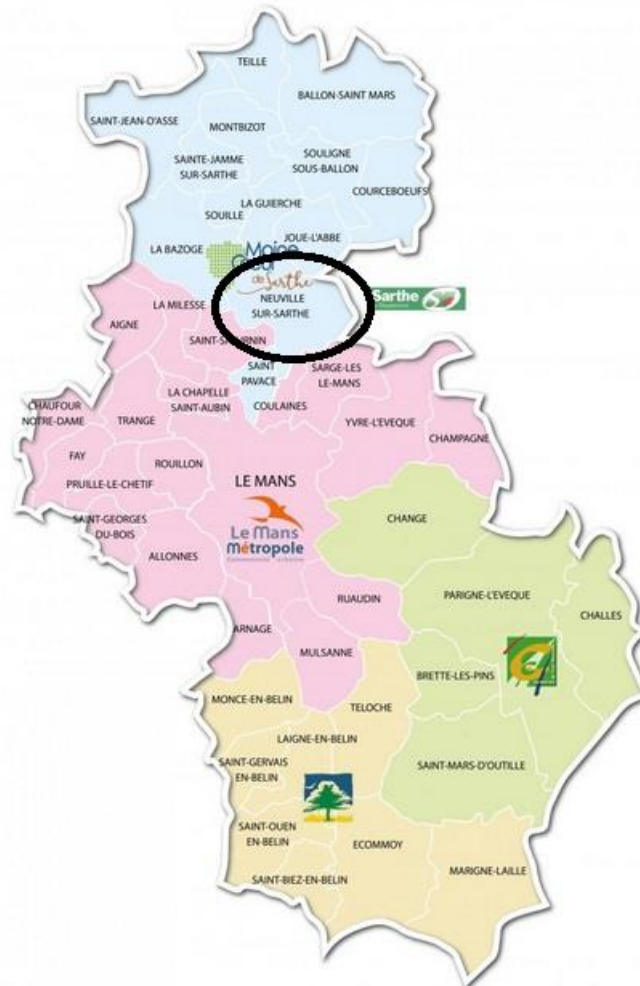 TEILLE
BALLON-SAINT MARS
SAINT-JEAN-D'ASSE
MONTBIZOT
SAINTE-JAMME
SUR-SARTHE
SOULIGNE
SOUS-BALLON
COURCEBOEUFS
LA GUIERCHE
SOUILLE
JOUE-L'ABBE
LA BAZOGE
Maine
Cœur
de Sarthe
NEUVILLE
SUR-SARTHE
Sarthe
LA MILESSE
AIGNE
SAINT-SATURNIN
SAINT
PAVACE
SARGE-LES
LE-MANS
LA CHAPELLE
SAINT-AUBIN
COULAINES
CHAUFOUR
NOTRE-DAME
TRANGE
YVRE-L'EVEQUE
CHAMPAGNE
FAY
ROUILLON
PRUILLE-LE-CHETIF
LE MANS
Le Mans
Métropole
CHANGE
SAINT-GEORGES
DU-BOIS
ALLONNES
RUAUDIN
PARIGNE-L'EVEQUE
CHALLES
ARNAGE
MULSANNE
BRETTE-LES-PINS
MONCE-EN-BELIN
TELOCHE
LAIGNE-EN-BELIN
SAINT-GERVAIS
EN-BELIN
SAINT-MARS-D'OUTILLE
SAINT-OUEN
EN-BELIN
ECOMMOY
MARIGNE-LAILLE
SAINT-BIEZ-EN-BELIN